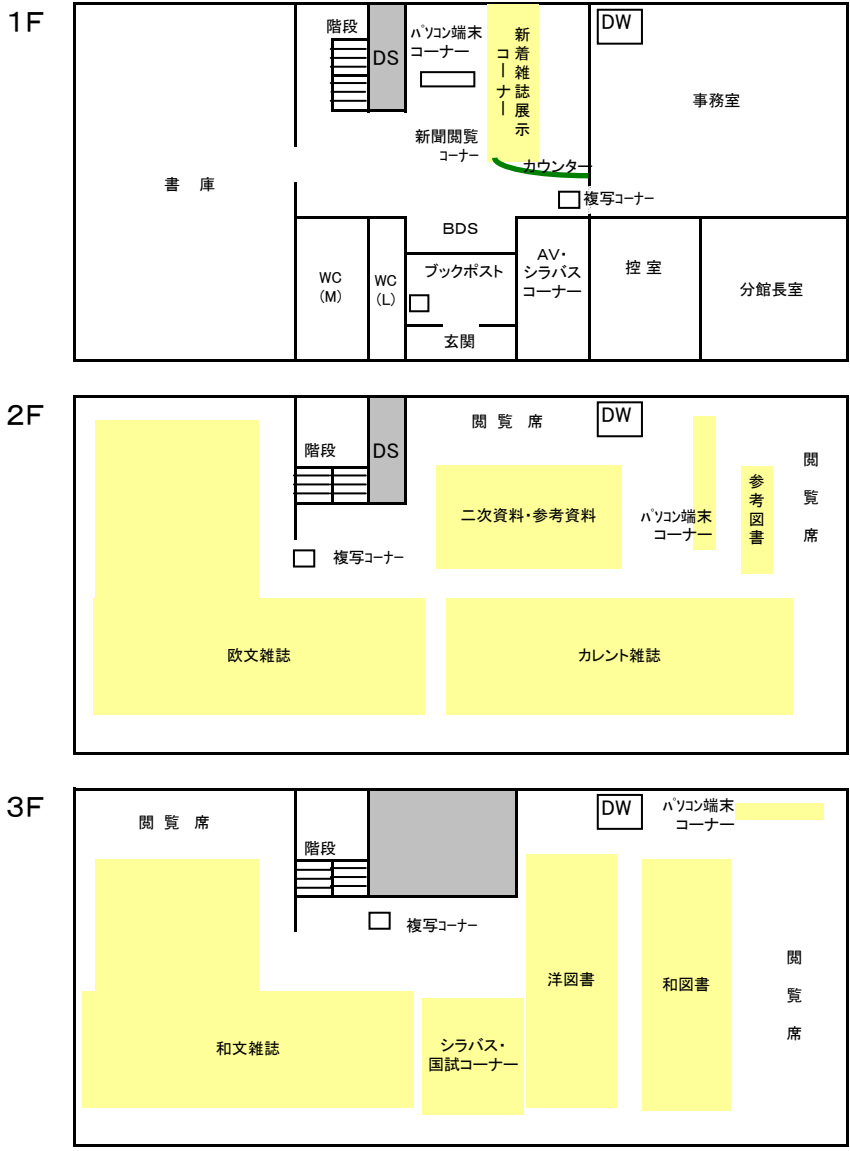 1F
階段
DS
パソコン端末
コーナー
新着雑誌展示
コーナー
DW
事務室
新聞閲覧
コーナー
カウンター
書 庫
複写コーナー
BDS
WC
(M)
WC
(L)
ブックポスト
AV・
シラバス
コーナー
控 室
分館長室
玄関
2F
階段
DS
閲 覧 席
DW
閲覧席
二次資料・参考資料
パソコン端末
コーナー
参考図書
複写コーナー
欧文雑誌
カレント雑誌
3F
閲 覧 席
階段
DW
パソコン端末
コーナー
複写コーナー
洋図書
和図書
閲覧席
和文雑誌
シラバス・
国試コーナー